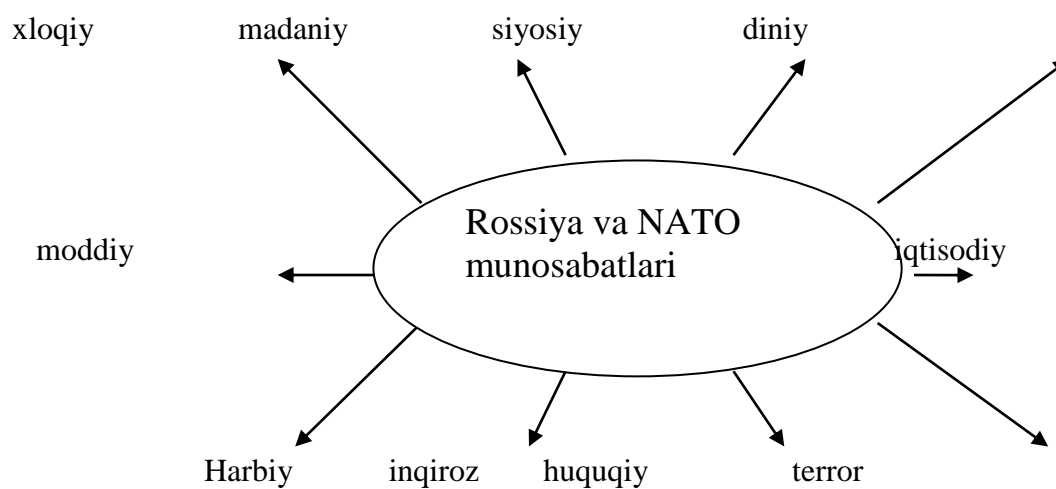 xloqiy madaniy siyosiy diniy
Rossiya va NATO
munosabatlari
moddiy iqtisodiy
Harbiy inqiroz huquqiy terror